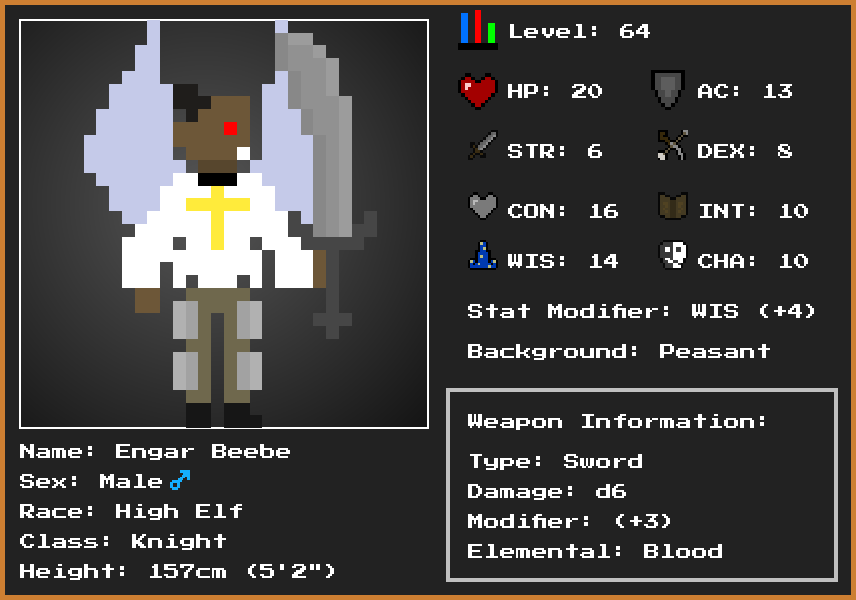 Level: 64
HP: 20
AC: 13
STR: 6
DEX: 8
CON: 16
INT: 10
WIS: 14
CHA: 10
Stat Modifier: WIS (+4)
Background: Peasant
Weapon Information:
Type: Sword
Damage: d6
Modifier: (+3)
Elemental: Blood
Name: Engar Beebe
Sex: Male ♂
Race: High Elf
Class: Knight
Height: 157cm (5'2")